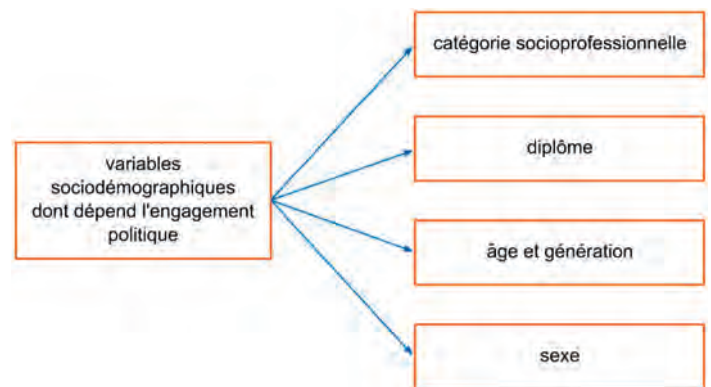 catégorie socioprofessionnelle
diplôme
variables
sociodémographiques
dont dépend l'engagement
politique
âge et génération
sexe